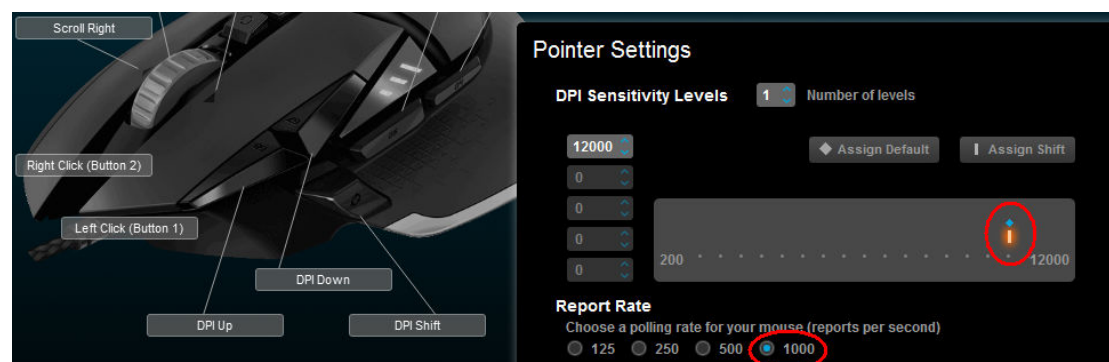 Scroll Right
Right Click (Button 2)
Left Click (Button 1)
DPI Down
DPI Up
DPI Shift
Pointer Settings
DPI Sensitivity Levels 1 Number of levels
12000 Assign Default Assign Shift
0
0
0
0
200 12000
Report Rate
Choose a polling rate for your mouse (reports per second)
125 250 500 1000